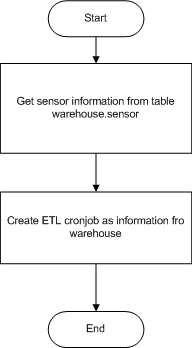 Start
Get sensor information from table
warehouse.sensor
Create ETL cronjob as information fro
warehouse
End